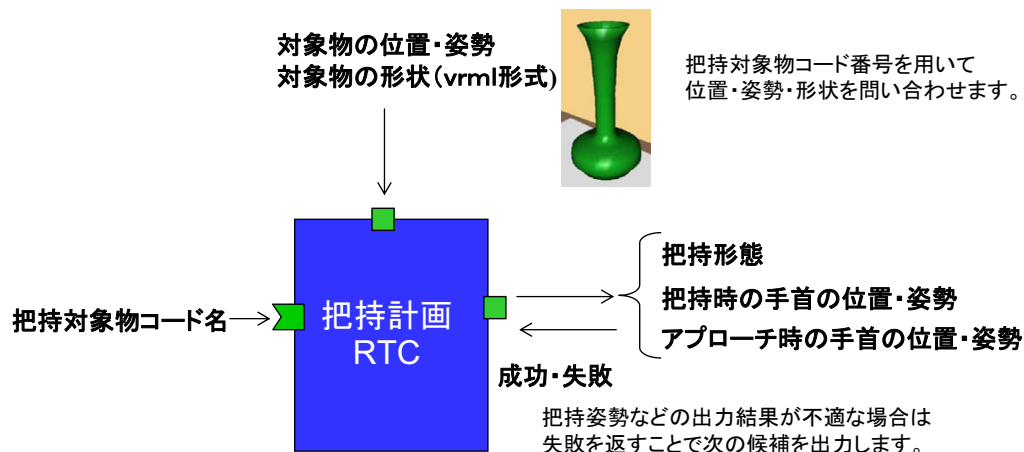 対象物の位置・姿勢
対象物の形状(vrml形式)
把持対象物コード番号を用いて
位置・姿勢・形状を問い合わせます。
把持対象物コード名
把持計画
RTC
把持形態
把持時の手首の位置・姿勢
アプローチ時の手首の位置・姿勢
成功・失敗
把持姿勢などの出力結果が不適な場合は
失敗を返すことで次の候補を出力します。